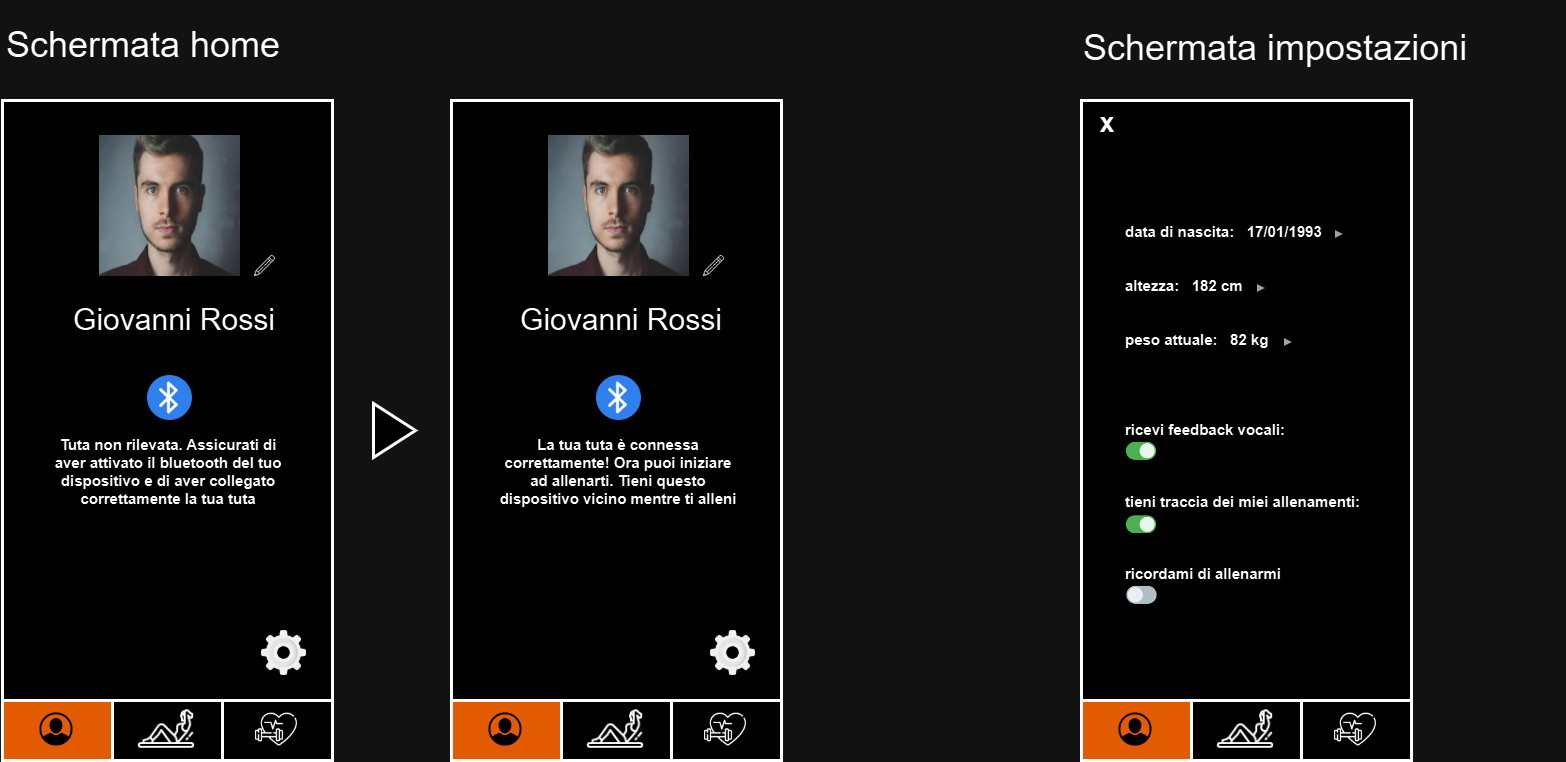 Schermata home
Giovanni Rossi
Tuta non rilevata. Assicurati di
aver attivato il bluetooth del tuo
dispositivo e di aver collegato
correttamente la tua tuta
Giovanni Rossi
La tua tuta è connessa
correttamente! Ora puoi iniziare
ad allenarti. Tieni questo
dispositivo vicino mentre ti alleni
Schermata impostazioni
X
data di nascita: 17/01/1993
altezza: 182 cm
peso attuale: 82 kg
ricevi feedback vocali:
tieni traccia dei miei allenamenti:
ricordami di allenarmi